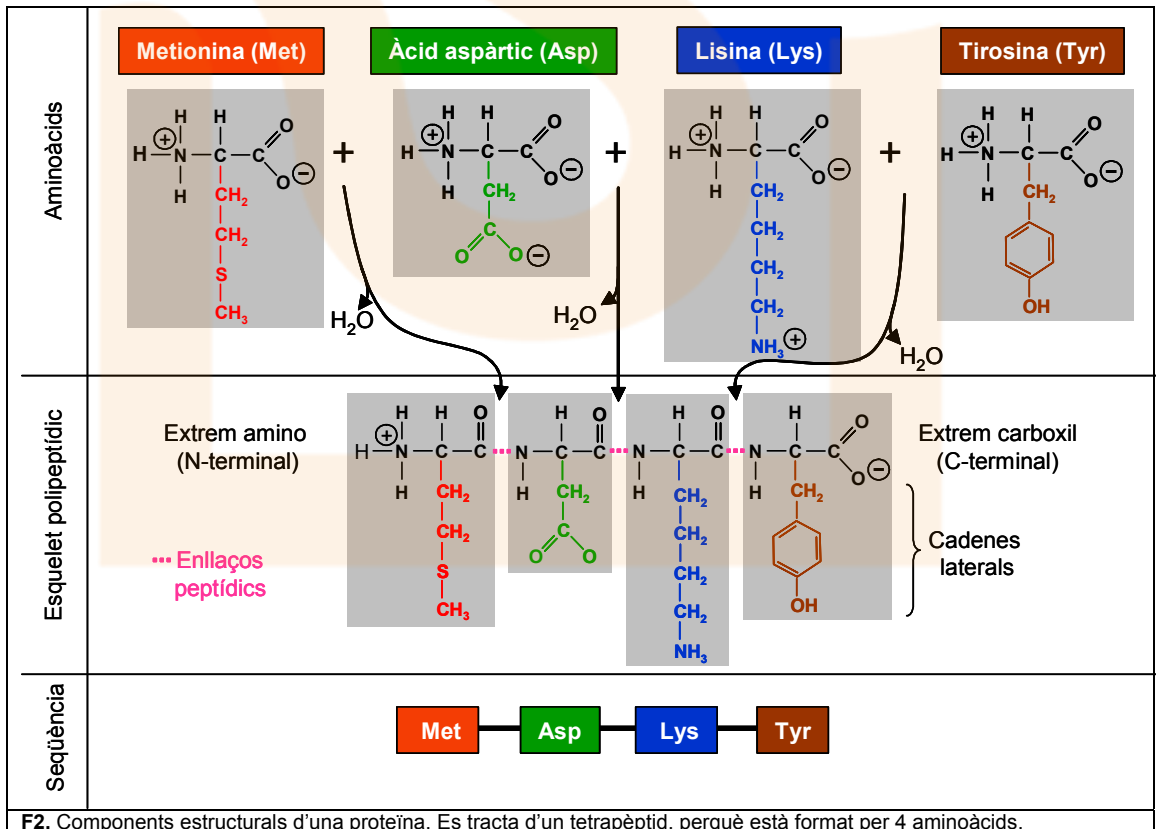 Metionina (Met)
Àcid aspàrtic (Asp)
Lisina (Lys)
Tirosina (Tyr)
Aminoàcids
H H O
H N + C C
H O −
CH₂
CH₂
S
CH₃
+
H H O
H N + C C
H O −
CH₂
C
O O −
+
H H O
H N + C C
H O −
CH₂
CH₂
CH₂
CH₂
NH₃ +
+
H H O
H N + C C
H O −
CH₂
OH
H₂O
H₂O
H₂O
Esquelet polipeptídic
Extrem amino
(N-terminal)
H H O
H N + C C
H
CH₂
CH₂
S
CH₃
H O
N C C
H
CH₂
C
O O
H O
N C C
H
CH₂
CH₂
CH₂
CH₂
NH₃
H O
N C C
H O −
CH₂
OH
Extrem carboxil
(C-terminal)
Enllaços
peptídics
Cadenes
laterals
Seqüència
Met
Asp
Lys
Tyr
F2. Components estructurals d'una proteïna. Es tracta d'un tetrapèptid, perquè està format per 4 aminoàcids.